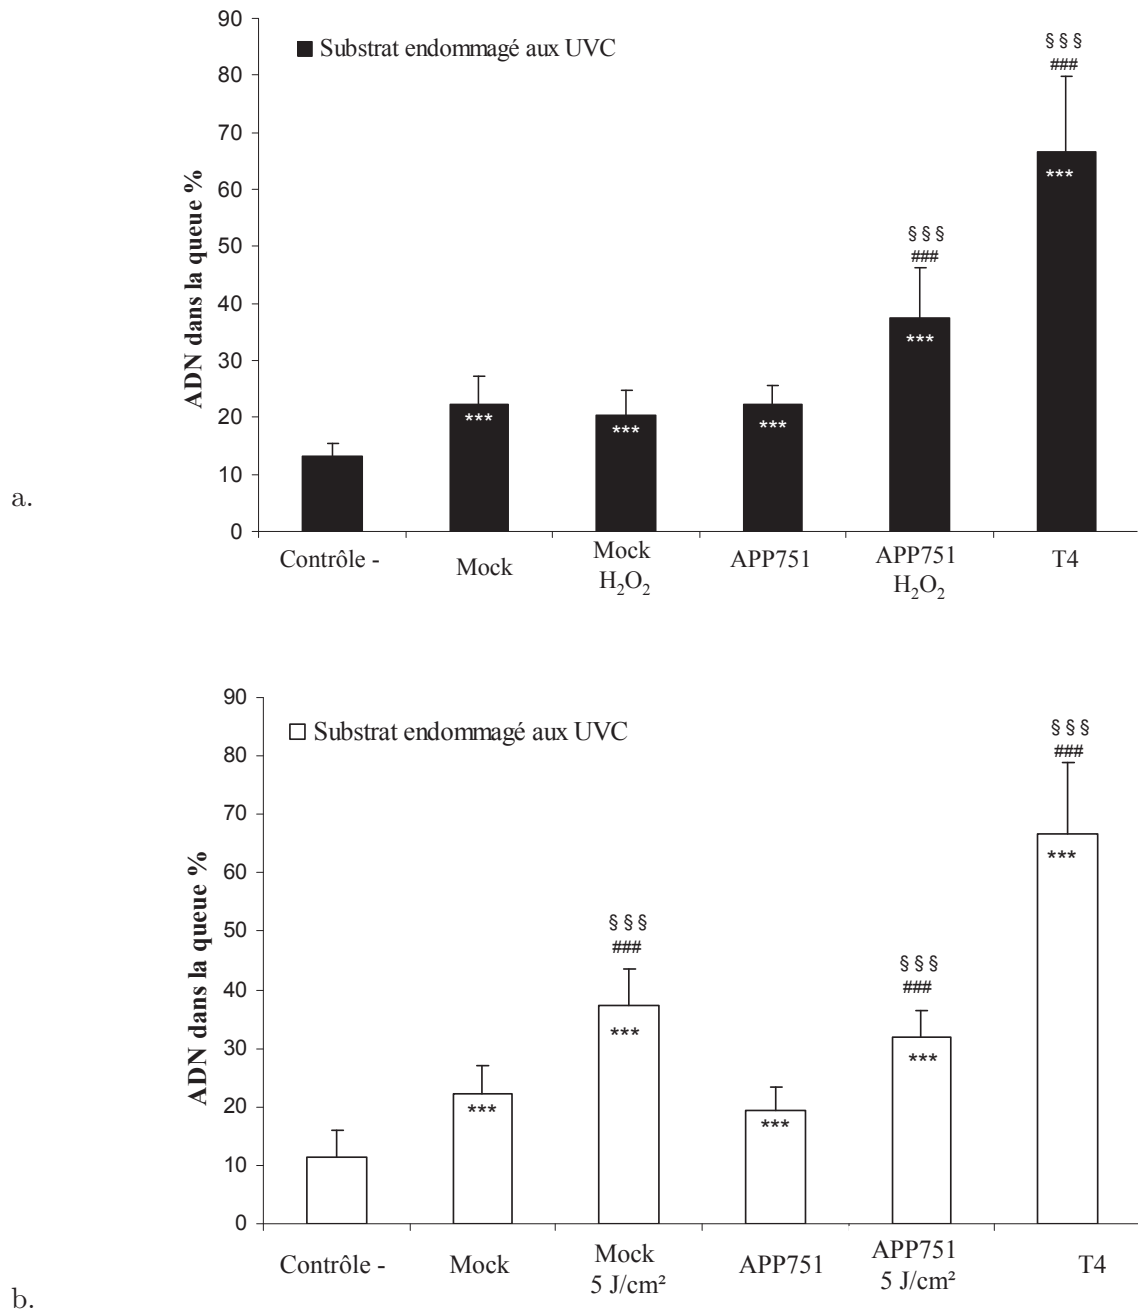 90
80
70
60
50
40
30
20
10
0
ADN dans la queue %
Substrat endommagé aux UVC
***
***
***
§§§
###
***
§§§
###
***
Contrôle -
Mock
Mock
H₂O₂
APP751
APP751
H₂O₂
T4
a.
90
80
70
60
50
40
30
20
10
0
ADN dans la queue %
Substrat endommagé aux UVC
***
§§§
###
***
***
§§§
###
***
§§§
###
***
Contrôle -
Mock
Mock
5 J/cm²
APP751
APP751
5 J/cm²
T4
b.